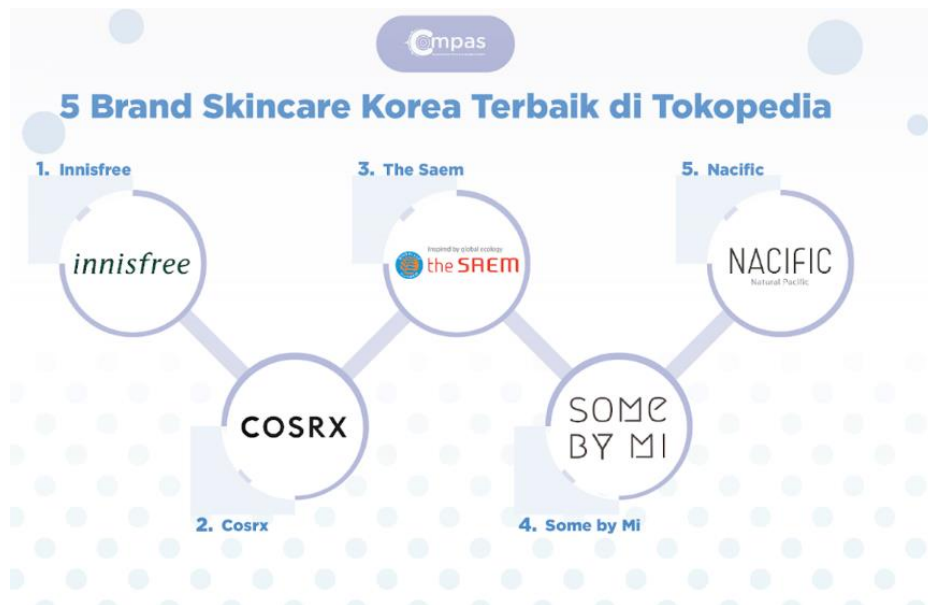 Compas
5 Brand Skincare Korea Terbaik di Tokopedia
1. Innisfree
innisfree
2. Cosrx
COSRX
3. The Saem
inspired by global ecology
the SAEM
4. Some by Mi
SOME
BY MI
5. Nacific
NACIFIC
Natural Pacific